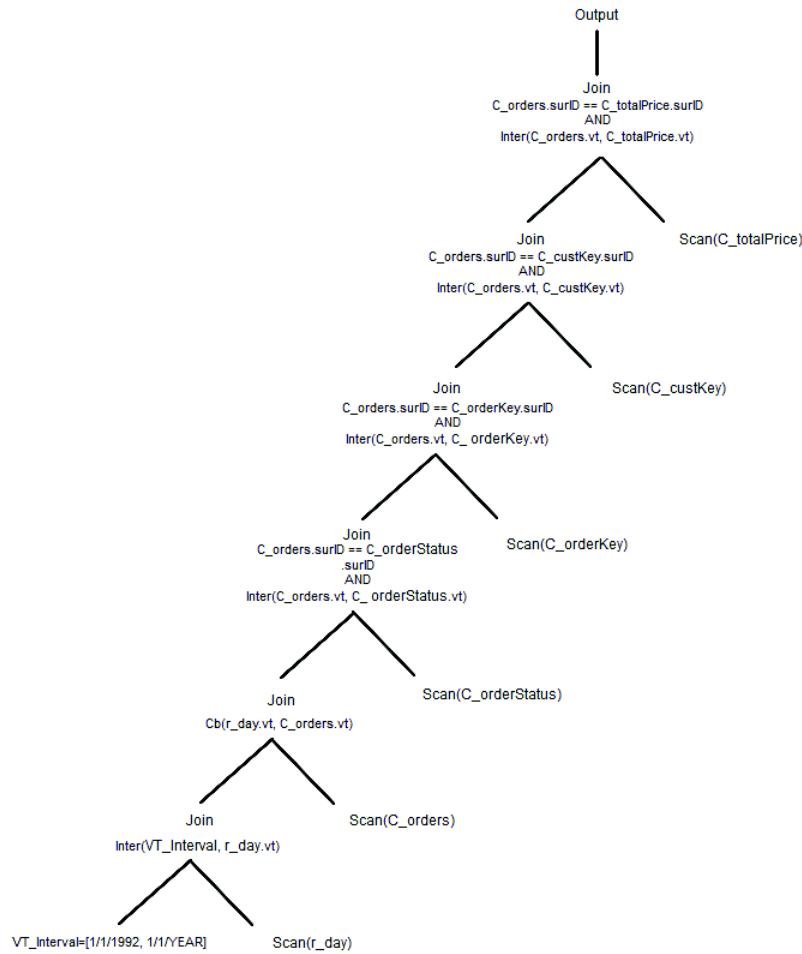 Output
Join
C_orders.surID == C_totalPrice.surID
AND
Inter(C_orders.vt, C_totalPrice.vt)
Join
Scan(C_totalPrice)
C_orders.surID == C_custKey.surID
AND
Inter(C_orders.vt, C_custKey.vt)
Join
Scan(C_custKey)
C_orders.surID == C_orderKey.surID
AND
Inter(C_orders.vt, C_ orderKey.vt)
Join
Scan(C_orderKey)
C_orders.surID == C_orderStatus
.surID
AND
Inter(C_orders.vt, C_ orderStatus.vt)
Join
Scan(C_orderStatus)
Cb(r_day.vt, C_orders.vt)
Join
Scan(C_orders)
Inter(VT_Interval, r_day.vt)
VT_Interval=[1/1/1992, 1/1/YEAR]
Scan(r_day)